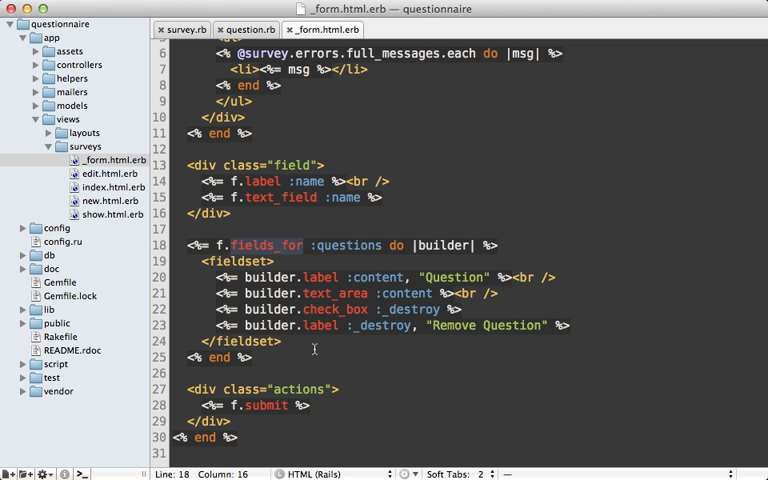 _form.html.erb — questionnaire
questionnaire
app
assets
controllers
helpers
mailers
models
views
layouts
surveys
_form.html.erb
edit.html.erb
index.html.erb
new.html.erb
show.html.erb
config
config.ru
db
doc
Gemfile
Gemfile.lock
lib
public
Rakefile
README.rdoc
script
test
vendor
survey.rb question.rb _form.html.erb
6 <% @survey.errors.full_messages.each do |msg| %>
7 <li><%= msg %></li>
8 <% end %>
9 </ul>
10 </div>
11 <% end %>
12
13 <div class="field">
14 <%= f.label :name %><br />
15 <%= f.text_field :name %>
16 </div>
17
18 <%= f.fields_for :questions do |builder| %>
19 <fieldset>
20 <%= builder.label :content, "Question" %><br />
21 <%= builder.text_area :content %><br />
22 <%= builder.check_box :_destroy %>
23 <%= builder.label :_destroy, "Remove Question" %>
24 </fieldset>
25 <% end %>
26
27 <div class="actions">
28 <%= f.submit %>
29 </div>
30 <% end %>
31
Line: 18 Column: 16 HTML (Rails) Soft Tabs: 2 —